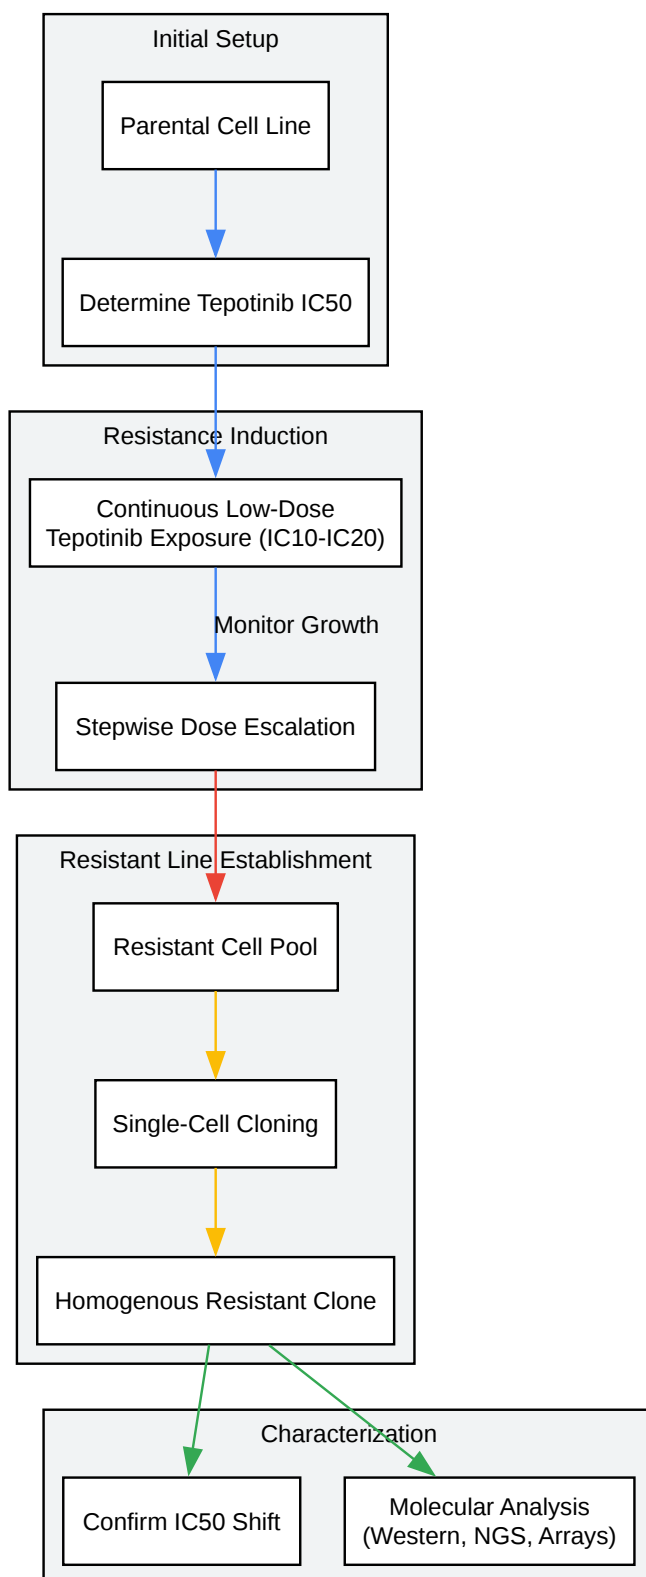 Initial Setup
Parental Cell Line
Determine Tepotinib IC50
Resistance Induction
Continuous Low-Dose
Tepotinib Exposure (IC10-IC20)
Monitor Growth
Stepwise Dose Escalation
Resistant Line Establishment
Resistant Cell Pool
Single-Cell Cloning
Homogenous Resistant Clone
Characterization
Confirm IC50 Shift
Molecular Analysis
(Western, NGS, Arrays)